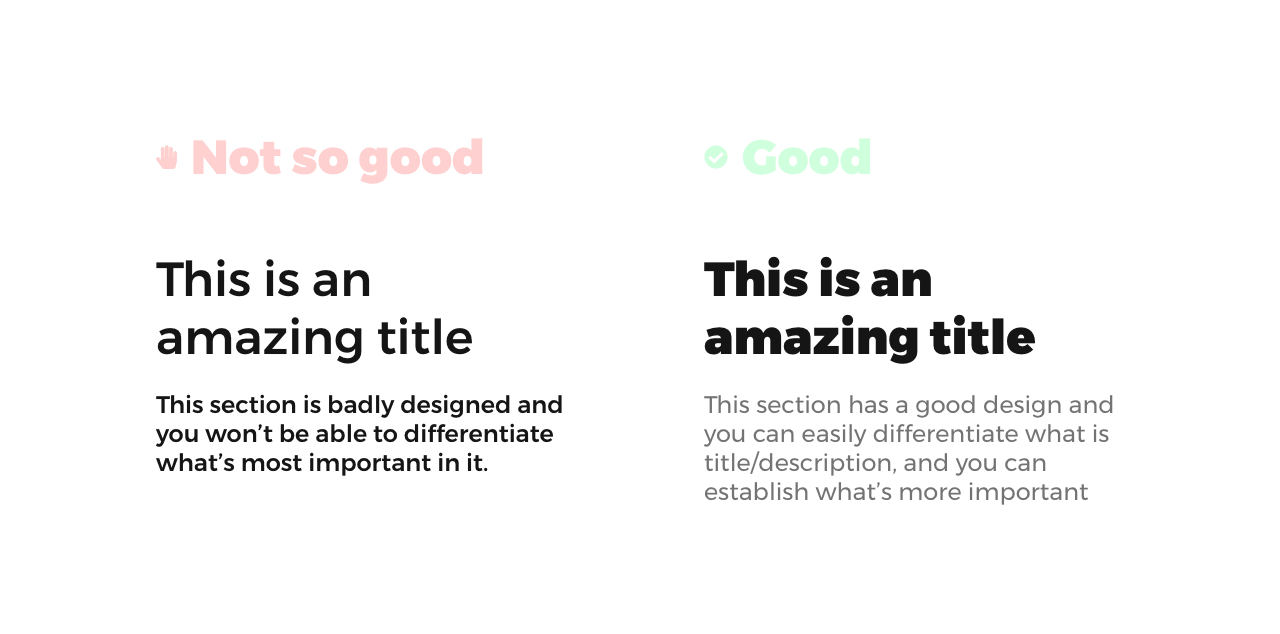 Not so good
This is an
amazing title
This section is badly designed and
you won’t be able to differentiate
what’s most important in it.
Good
This is an
amazing title
This section has a good design and
you can easily differentiate what is
title/description, and you can
establish what’s more important